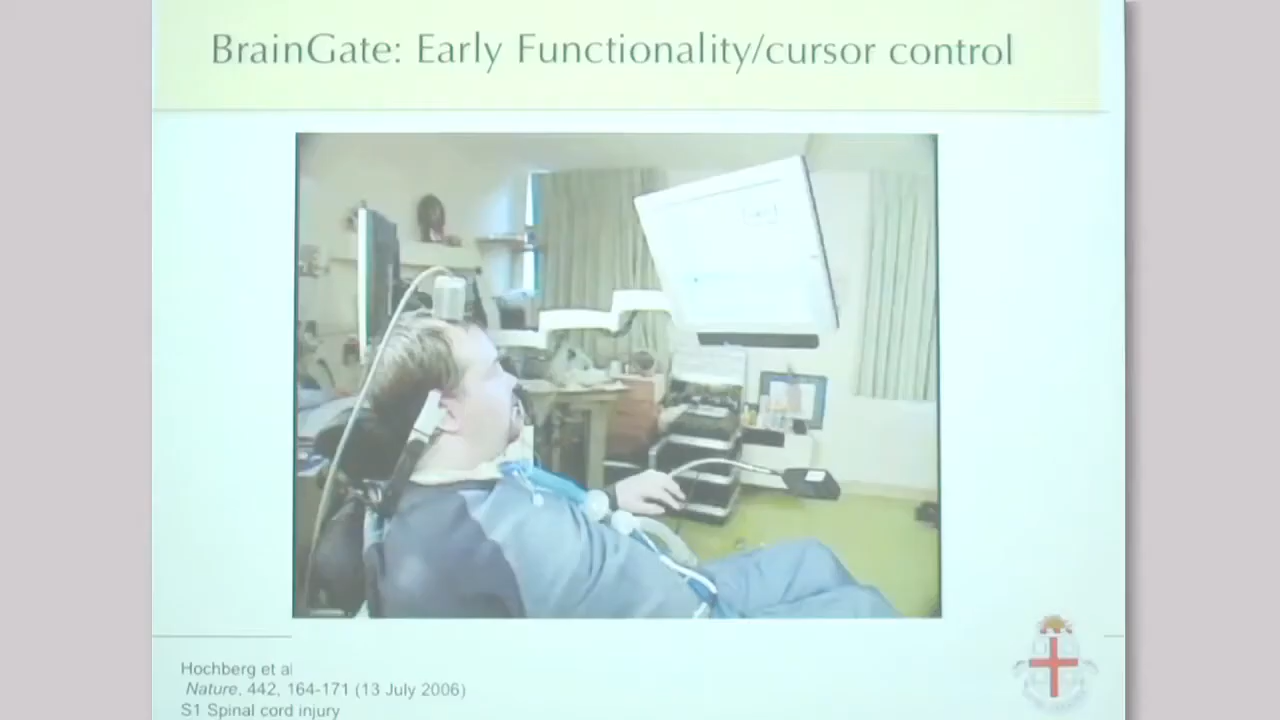 BrainGate: Early Functionality/cursor control
Hochberg et al
Nature, 442, 164-171 (13 July 2006)
S1 Spinal cord injury